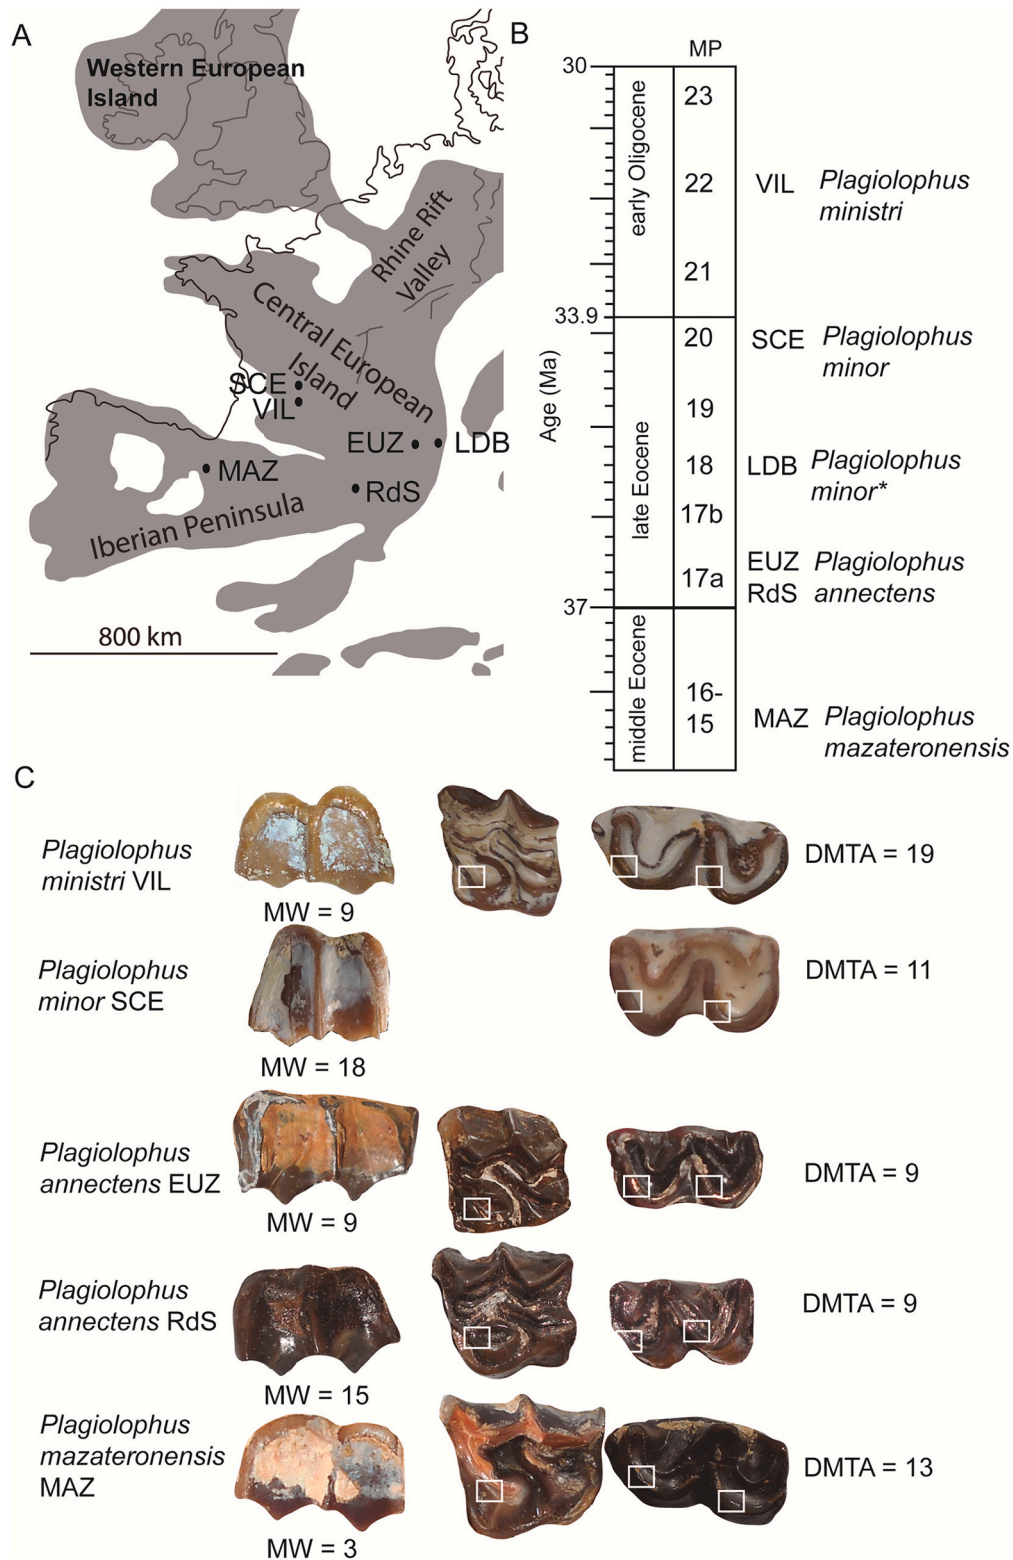 A
Western European
Island
Rhine Rift
Valley
Central European
Island
SCE
VIL
EUZ
LDB
MAZ
RdS
Iberian Peninsula
800 km
B
MP
30
33.9
37
Age (Ma)
early Oligocene
late Eocene
middle Eocene
23
22
21
20
19
18
17b
17a
16-
15
VIL
Plagiolophus
ministri
SCE
Plagiolophus
minor
LDB
Plagiolophus
minor*
EUZ
RdS
Plagiolophus
annectens
MAZ
Plagiolophus
mazateronensis
C
Plagiolophus
ministri VIL
MW = 9
DMTA = 19
Plagiolophus
minor SCE
MW = 18
DMTA = 11
Plagiolophus
annectens EUZ
MW = 9
DMTA = 9
Plagiolophus
annectens RdS
MW = 15
DMTA = 9
Plagiolophus
mazateronensis
MAZ
MW = 3
DMTA = 13